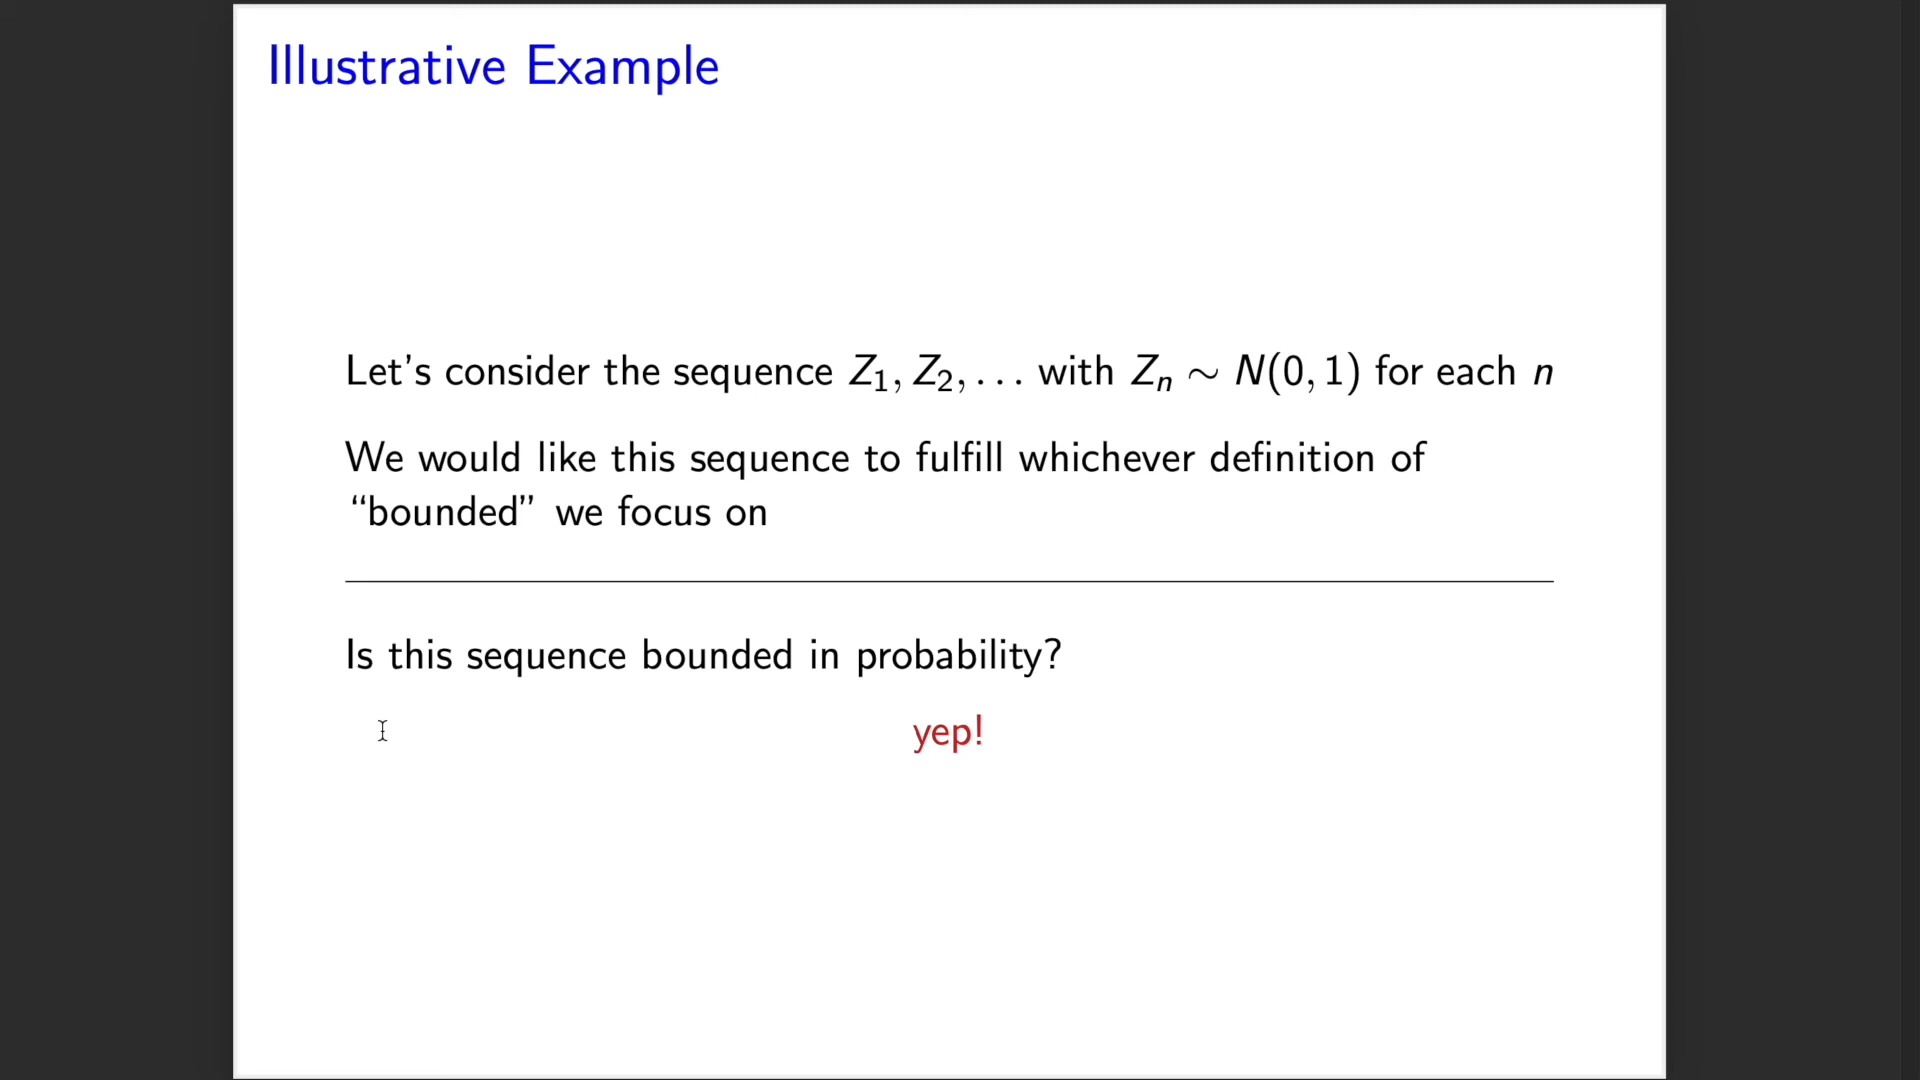 Illustrative Example
Let's consider the sequence Z₁, Z₂, . . . with Zₙ ∼ N(0, 1) for each n
We would like this sequence to fulfill whichever definition of
“bounded” we focus on
Is this sequence bounded in probability?
yep!